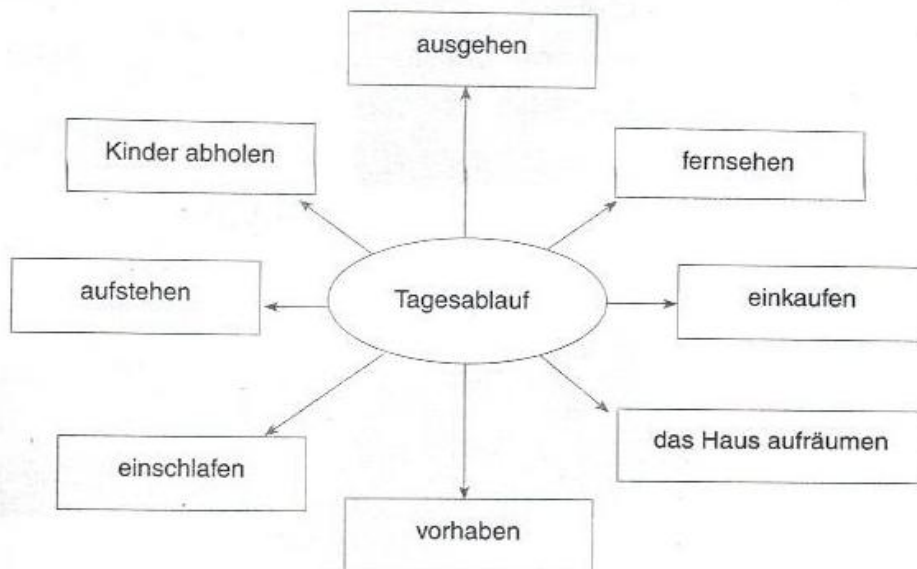 ausgehen
Kinder abholen
fernsehen
aufstehen
Tagesablauf
einkaufen
das Haus aufräumen
einschlafen
vorhaben